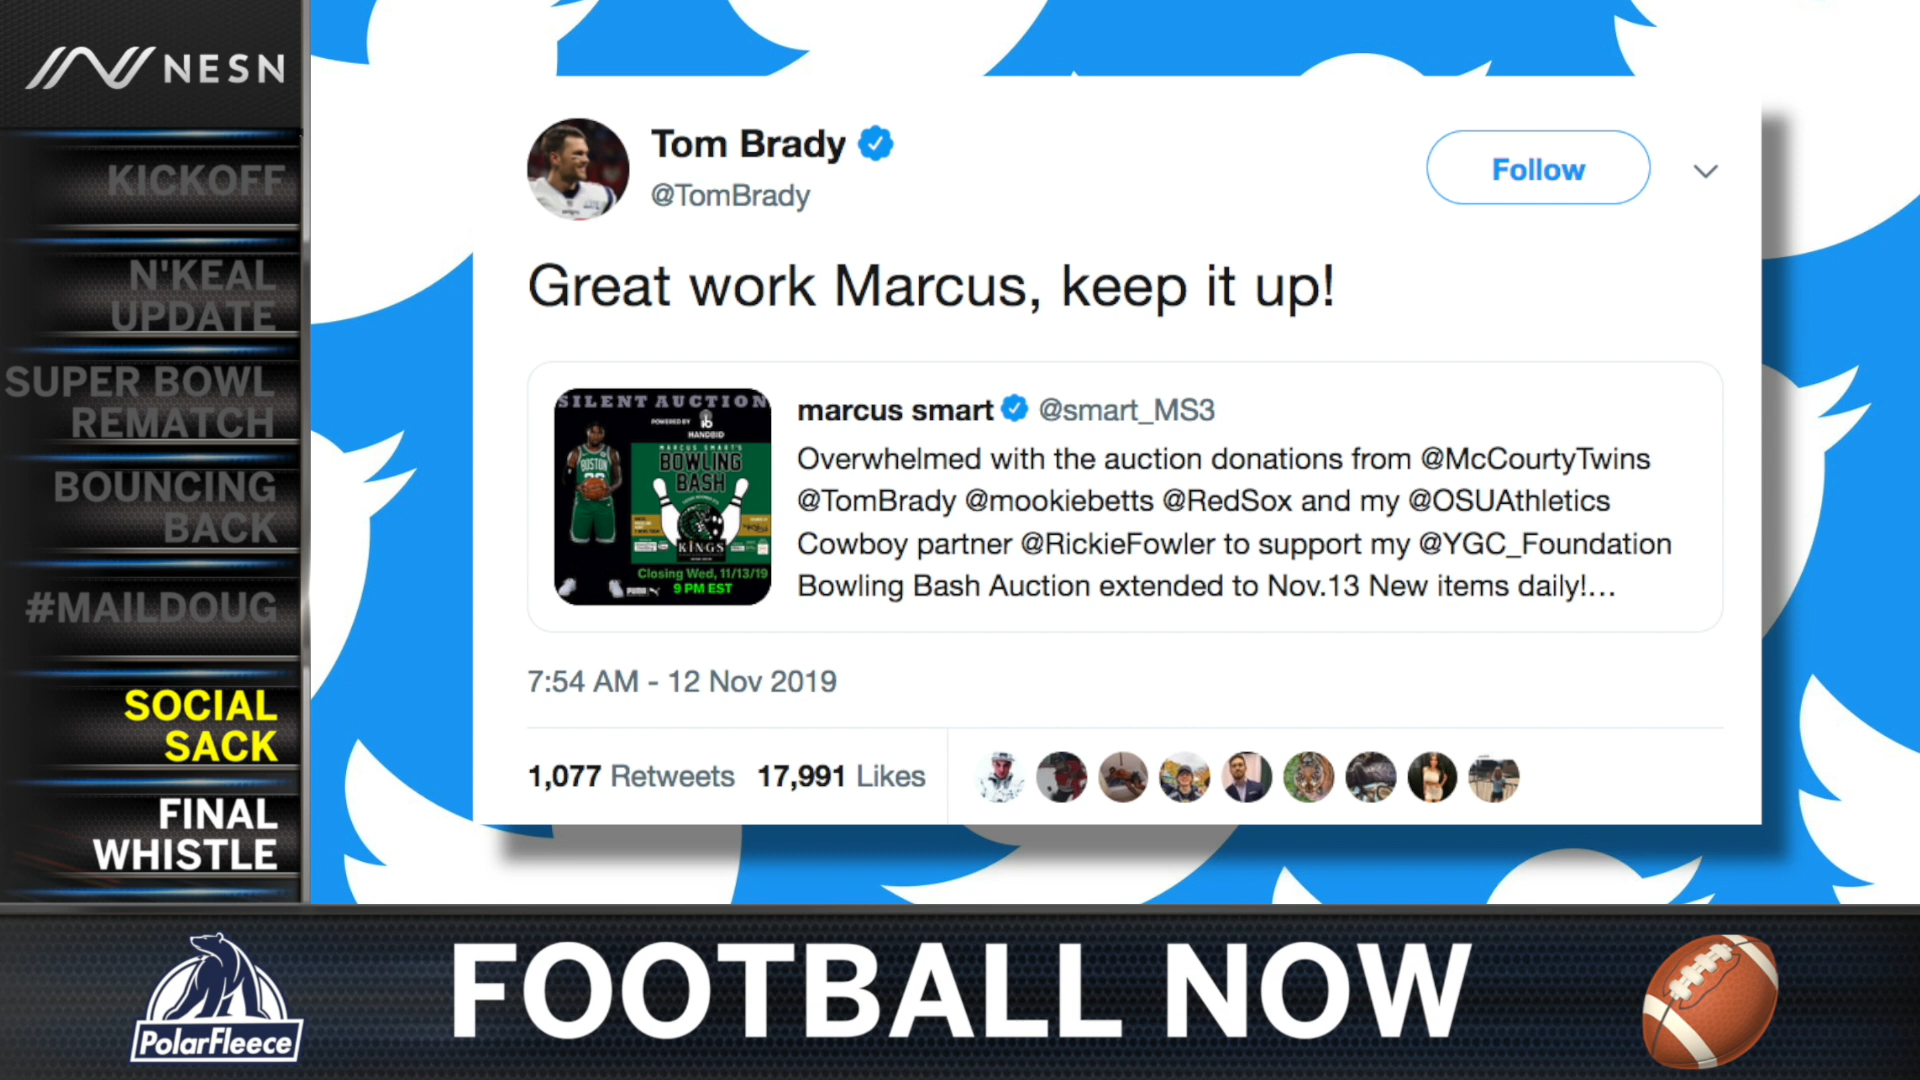 NESN
KICKOFF
N'KEAL
UPDATE
SUPER BOWL
REMATCH
BOUNCING
BACK
#MAILDOUG
SOCIAL
SACK
FINAL
WHISTLE
Tom Brady
@TomBrady
Follow
Great work Marcus, keep it up!
SILENT AUCTION
POWERED BY
HANDBID
MARCUS SMART'S
BOWLING
BASH
BOSTON
KINGS
Closing Wed, 11/13/19
9 PM EST
PUMA
marcus smart @smart_MS3
Overwhelmed with the auction donations from @McCourtyTwins
@TomBrady @mookiebetts @RedSox and my @OSUAthletics
Cowboy partner @RickieFowler to support my @YGC_Foundation
Bowling Bash Auction extended to Nov.13 New items daily!...
7:54 AM - 12 Nov 2019
1,077 Retweets 17,991 Likes
PolarFleece
FOOTBALL NOW